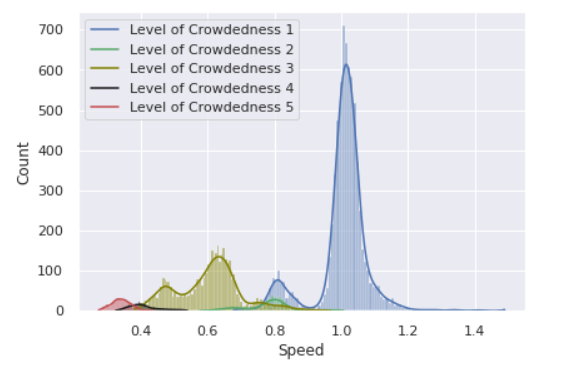 Level of Crowdedness 1
Level of Crowdedness 2
Level of Crowdedness 3
Level of Crowdedness 4
Level of Crowdedness 5
700
600
500
400
300
200
100
0
Count
0.4 0.6 0.8 1.0 1.2 1.4
Speed